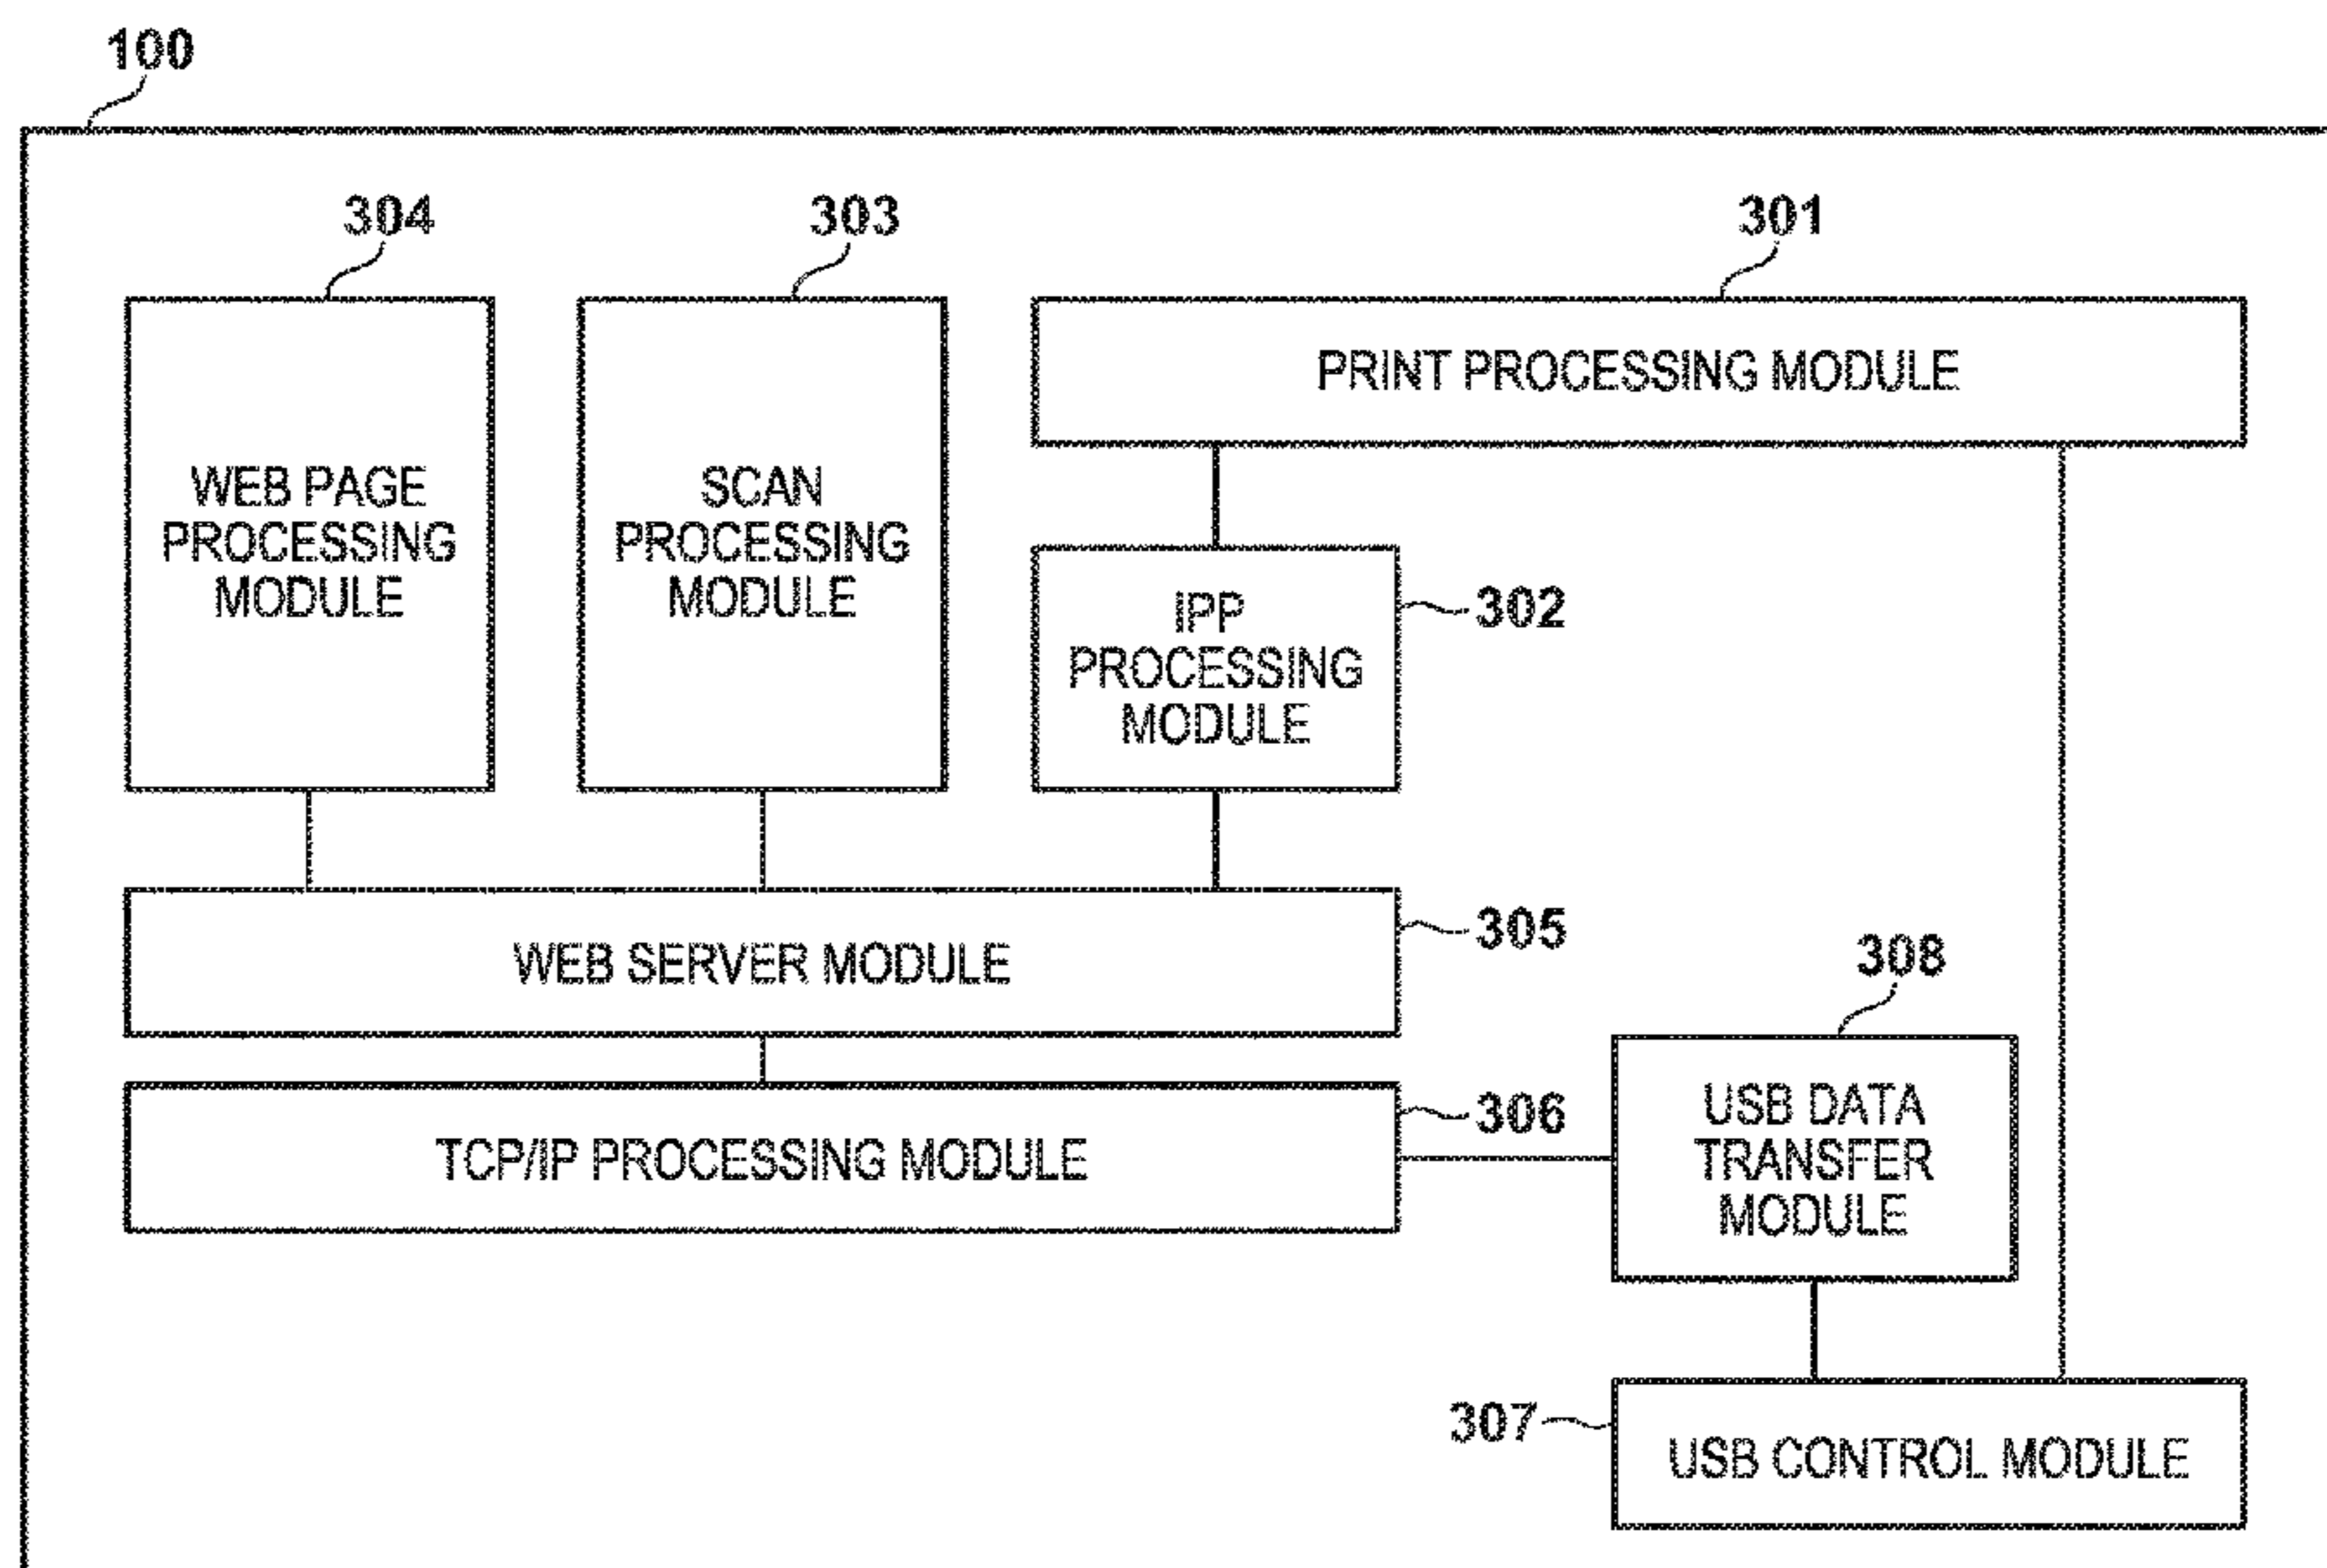 100
304
303
301
PRINT PROCESSING MODULE
WEB PAGE
PROCESSING
MODULE
SCAN
PROCESSING
MODULE
IPP
PROCESSING
MODULE
302
WEB SERVER MODULE
305
308
TCP/IP PROCESSING MODULE
306
USB DATA
TRANSFER
MODULE
307
USB CONTROL MODULE